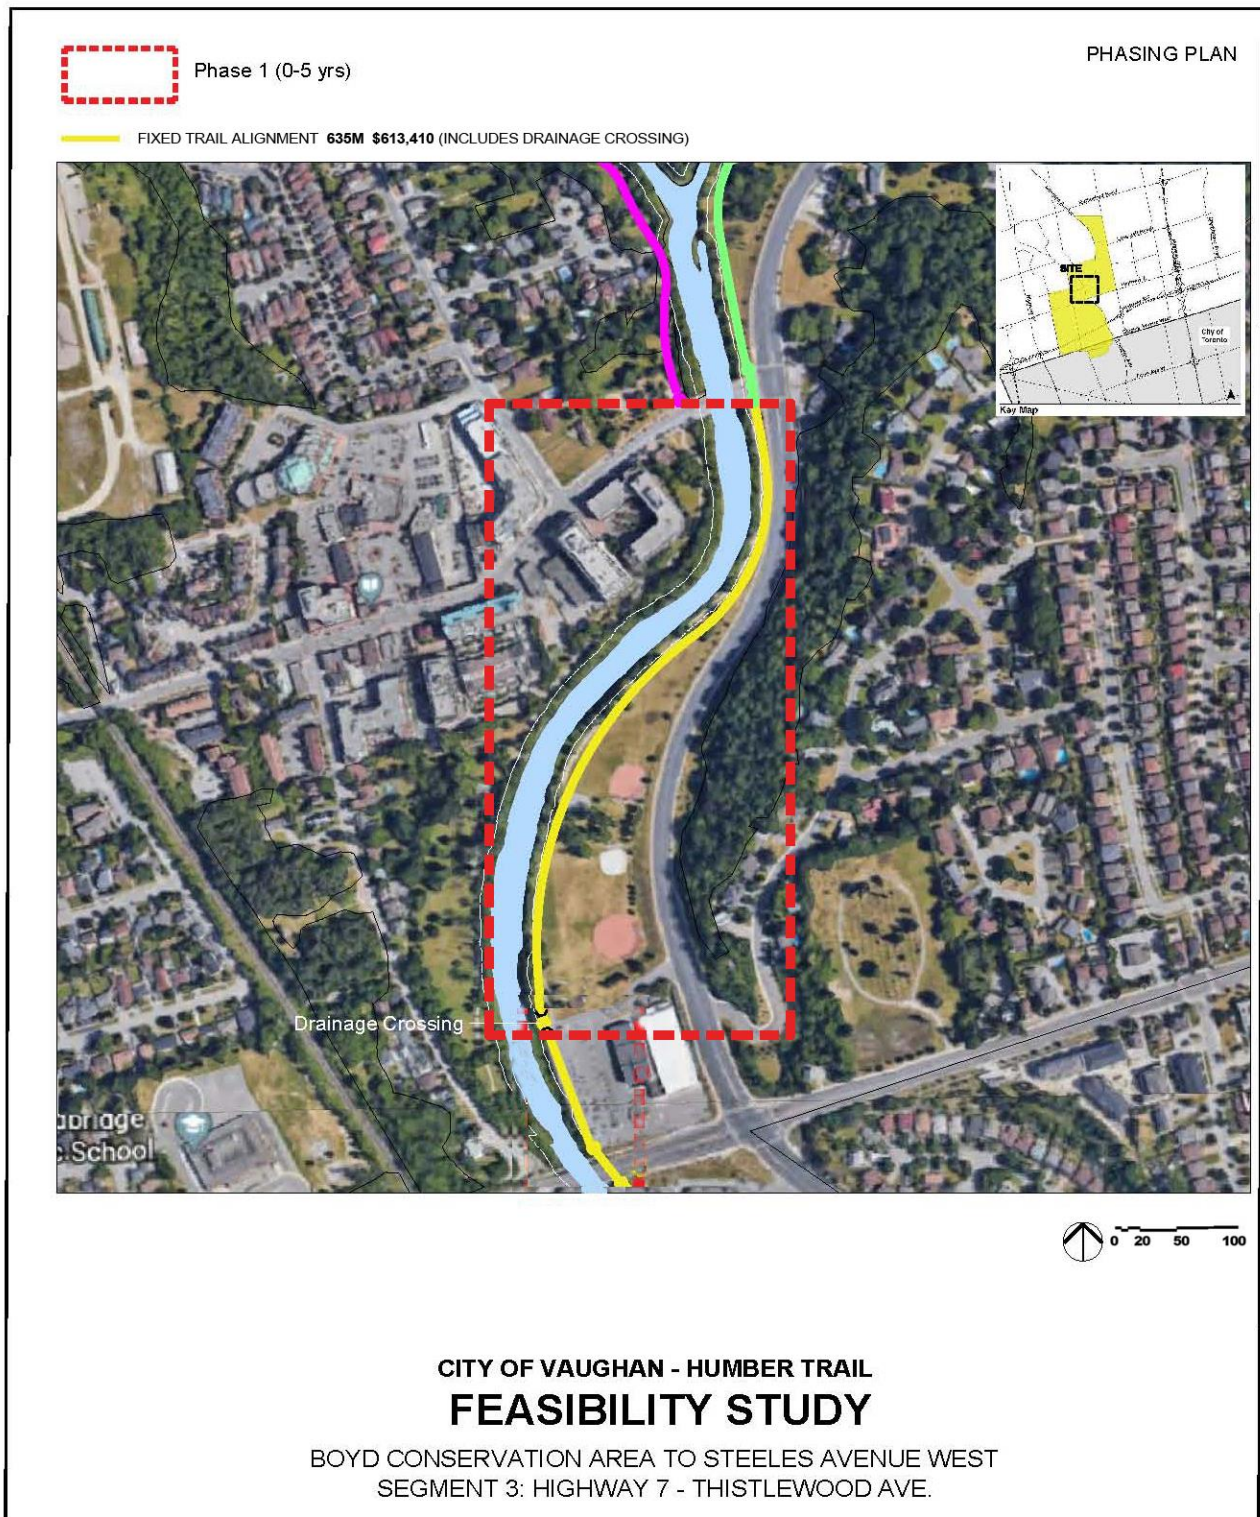 PHASING PLAN
Phase 1 (0-5 yrs)
FIXED TRAIL ALIGNMENT 635M $613,410 (INCLUDES DRAINAGE CROSSING)
SITE
City of
Toronto
Key Map
Drainage Crossing
School
0 20 50 100
CITY OF VAUGHAN - HUMBER TRAIL
FEASIBILITY STUDY
BOYD CONSERVATION AREA TO STEELES AVENUE WEST
SEGMENT 3: HIGHWAY 7 - THISTLEWOOD AVE.